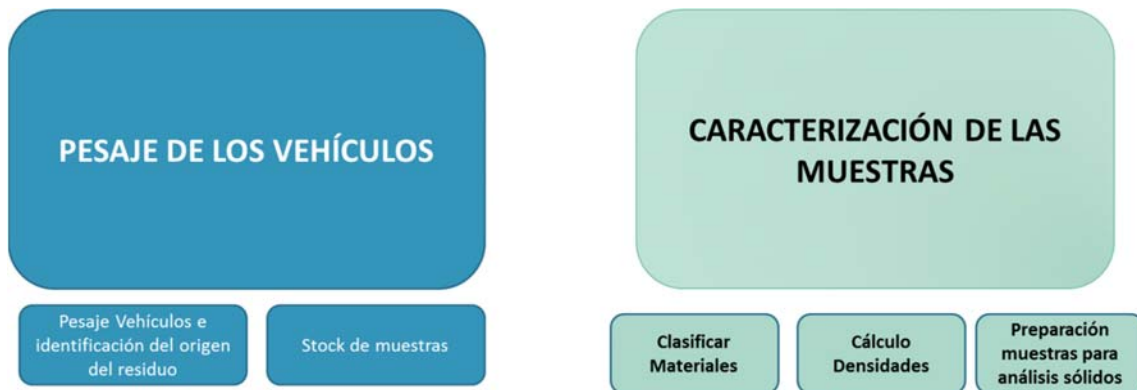 PESAJE DE LOS VEHÍCULOS
CARACTERIZACIÓN DE LAS
MUESTRAS
Pesaje Vehículos e
identificación del origen
del residuo
Stock de muestras
Clasificar
Materiales
Cálculo
Densidades
Preparación
muestras para
análisis sólidos